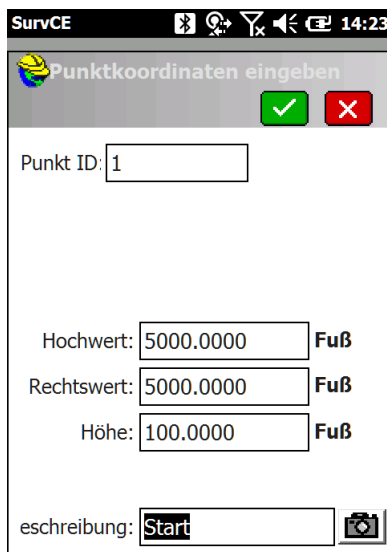 SurvCE 14:23
Punktkoordinaten eingeben
Punkt ID: 1
Hochwert: 5000.0000 Fuß
Rechtswert: 5000.0000 Fuß
Höhe: 100.0000 Fuß
eschreibung: Start